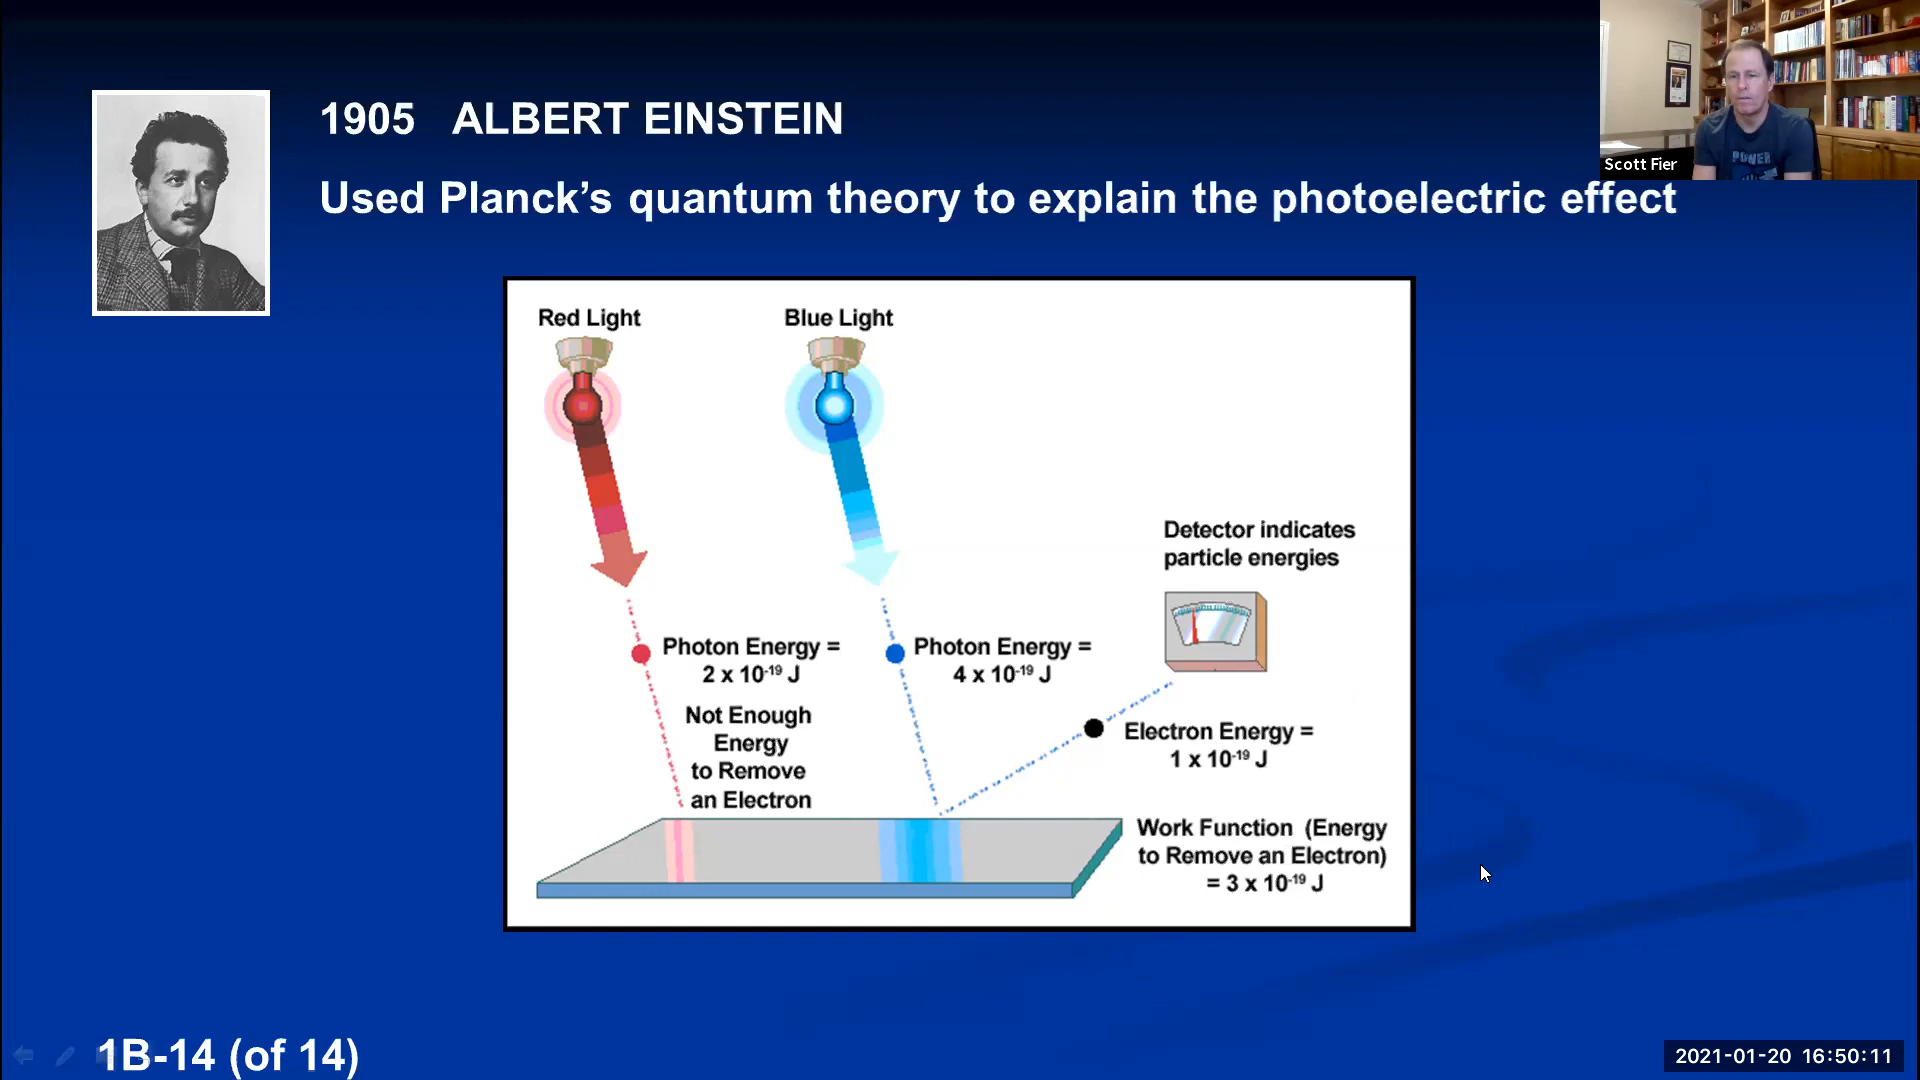 1905 ALBERT EINSTEIN
Used Planck’s quantum theory to explain the photoelectric effect
Scott Fier
POWER
Red Light
Blue Light
Detector indicates
particle energies
Photon Energy =
2 x 10⁻¹⁹ J
Photon Energy =
4 x 10⁻¹⁹ J
Not Enough
Energy
to Remove
an Electron
Electron Energy =
1 x 10⁻¹⁹ J
Work Function (Energy
to Remove an Electron)
= 3 x 10⁻¹⁹ J
1B-14 (of 14)
2021-01-20 16:50:11